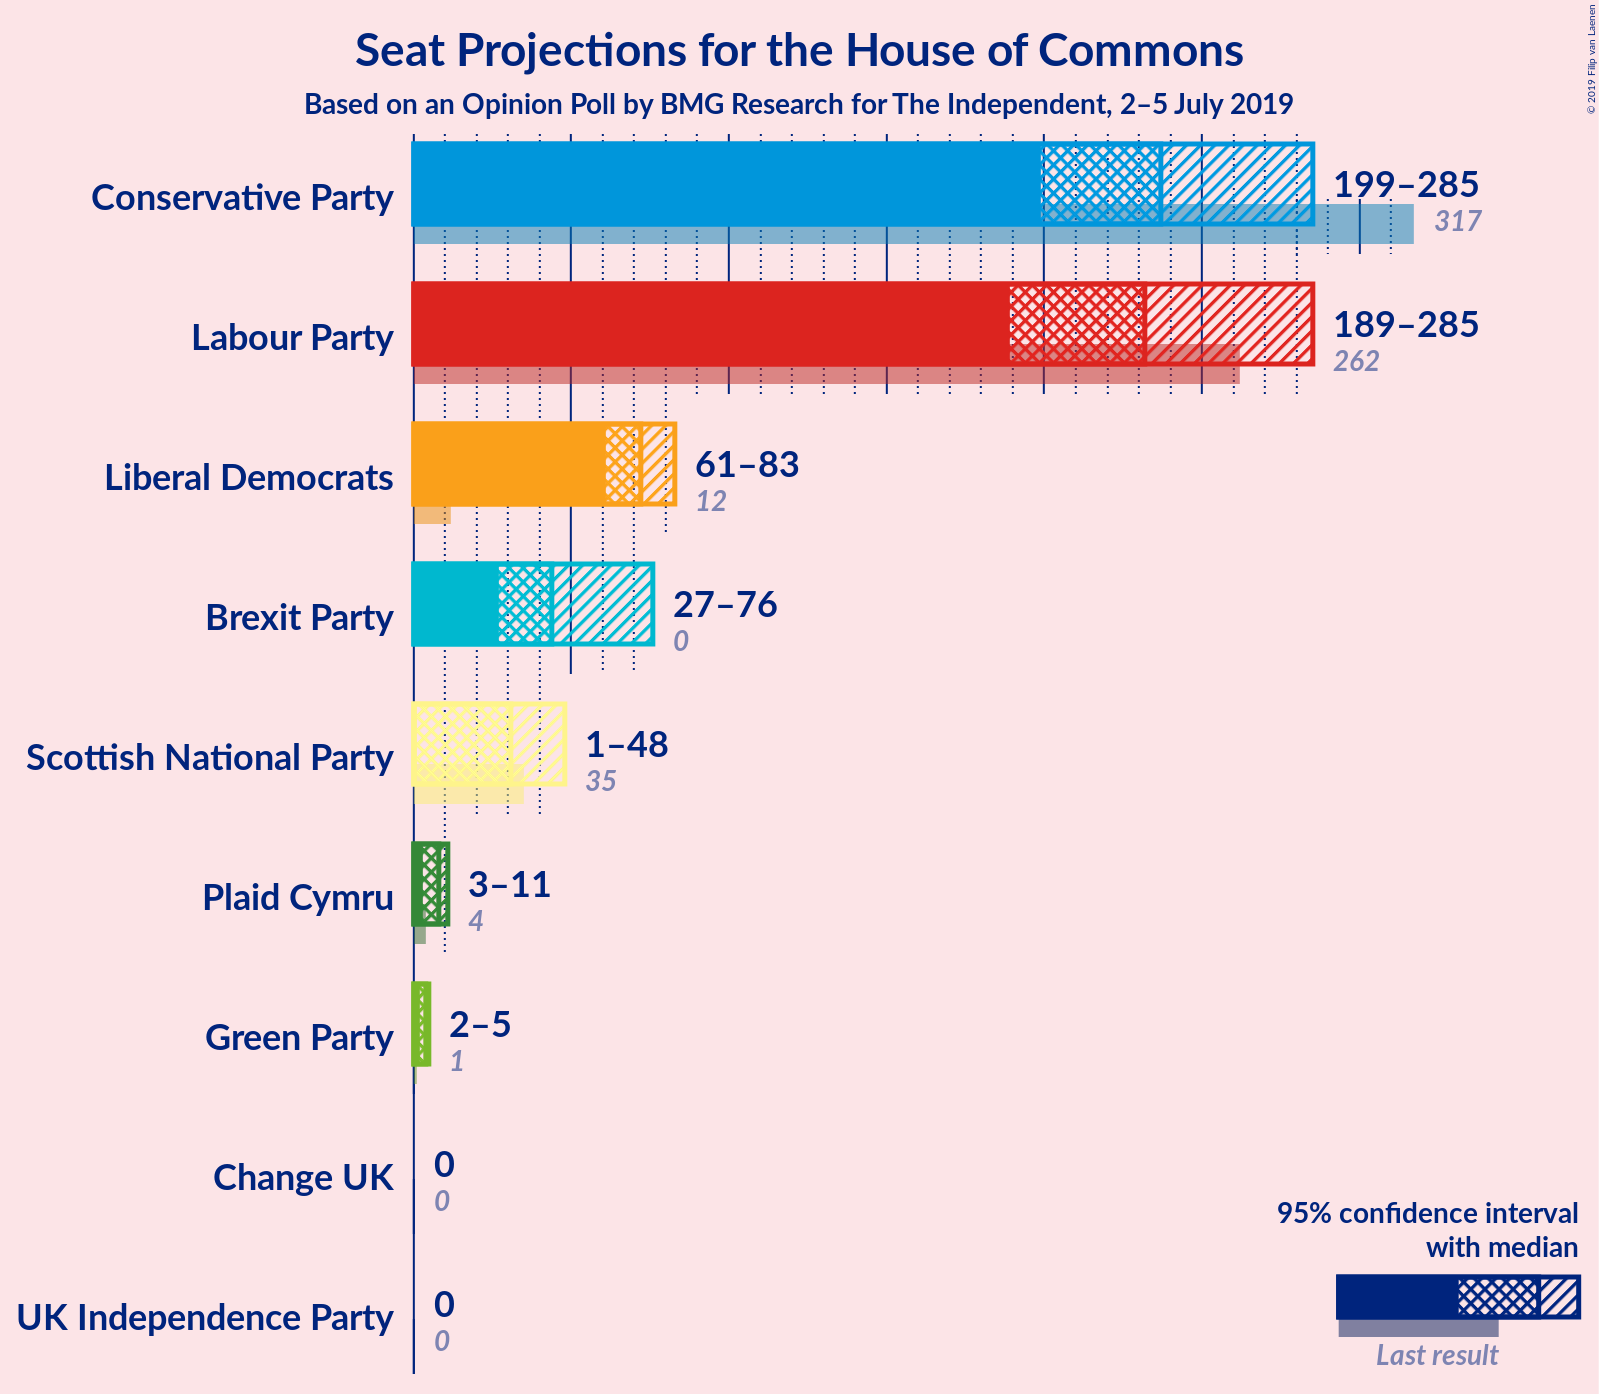 © 2019 Filip van Laenen
Seat Projections for the House of Commons
Based on an Opinion Poll by BMG Research for The Independent, 2–5 July 2019
Conservative Party
199–285
317
Labour Party
189–285
262
Liberal Democrats
61–83
12
Brexit Party
27–76
0
Scottish National Party
1–48
35
Plaid Cymru
3–11
4
Green Party
2–5
1
Change UK
0
0
UK Independence Party
0
0
95% confidence interval
with median
Last result